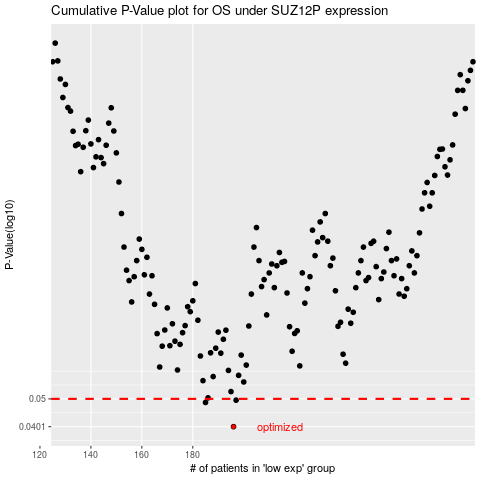 Cumulative P-Value plot for OS under SUZ12P expression
P-Value(log10)
0.05
0.0401
optimized
120 140 160 180
# of patients in 'low exp' group